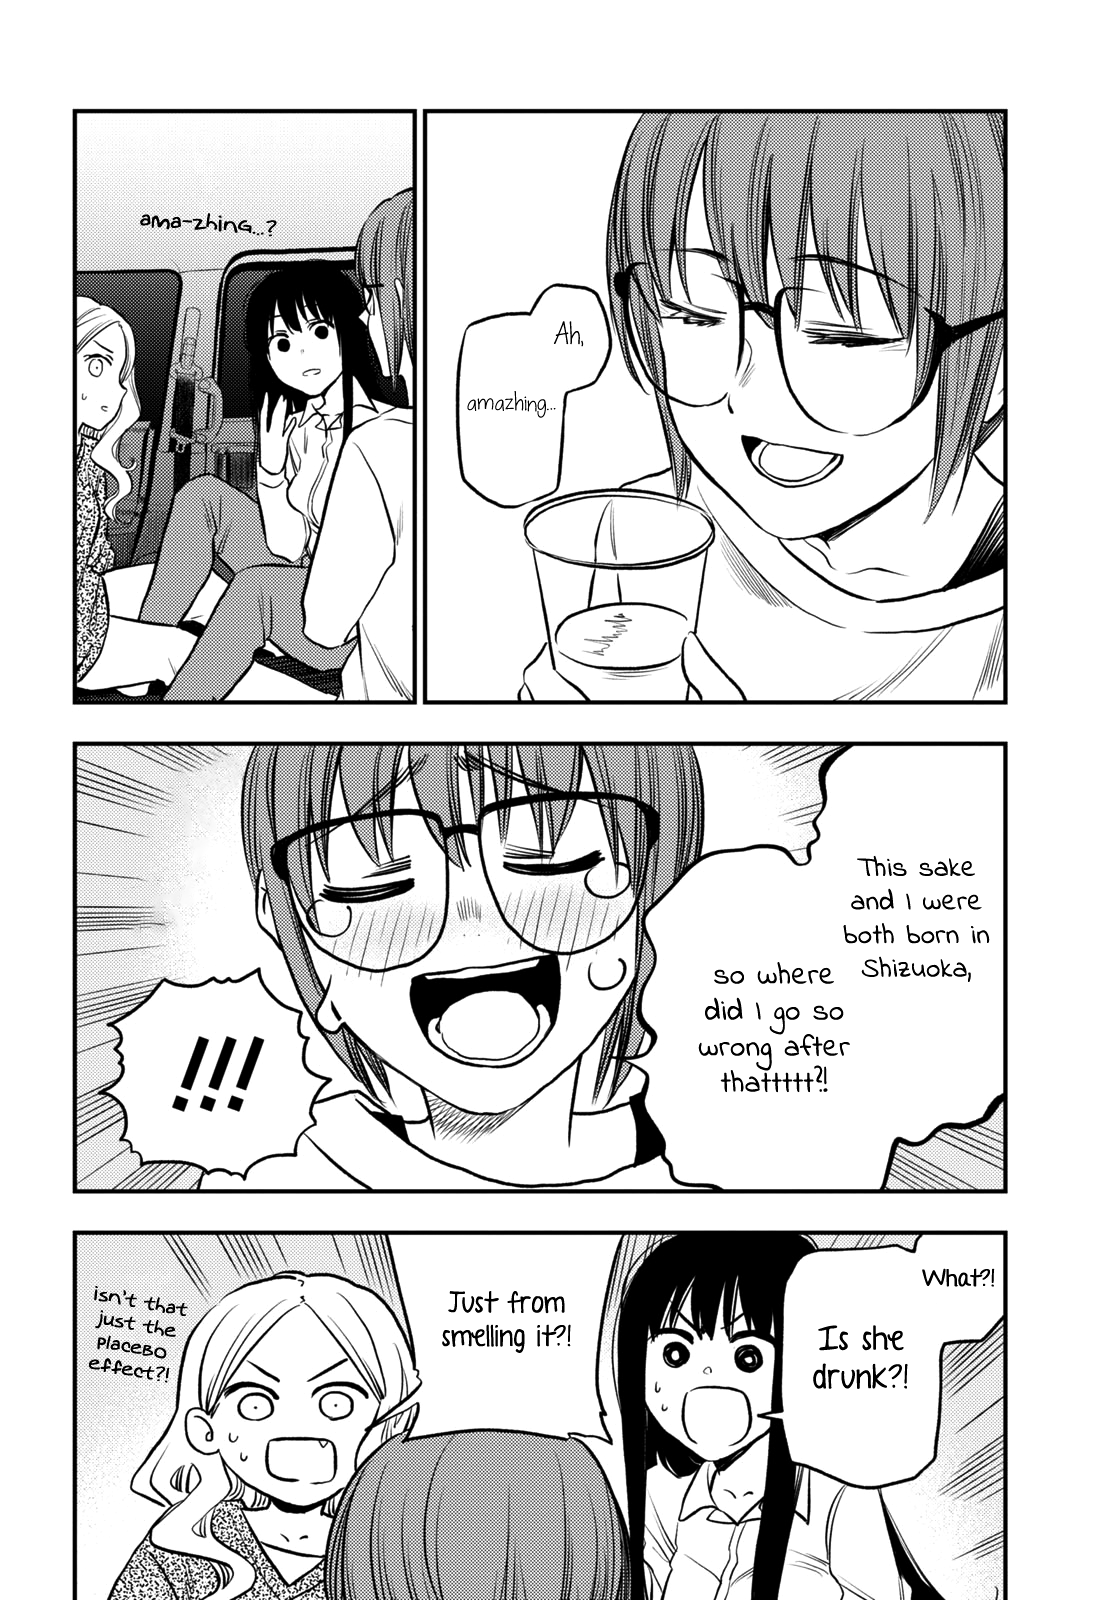 Ah,
amazhing...
ama-zhing...?
This sake
and I were
both born in
Shizuoka,
so where
did I go so
wrong after
thattttt?!
!!!
What?!
Is she
drunk?!
Just from
smelling it?!
isn't that
just the
placebo
effect?!